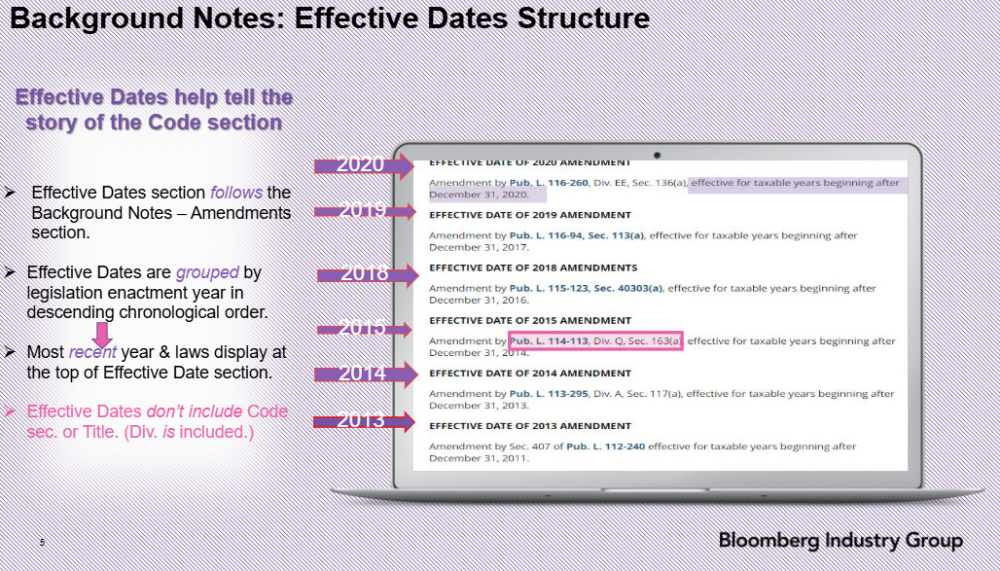 Background Notes: Effective Dates Structure
Effective Dates help tell the
story of the Code section
➢ Effective Dates section follows the
Background Notes – Amendments
section.
➢ Effective Dates are grouped by
legislation enactment year in
descending chronological order.
➢ Most recent year & laws display at
the top of Effective Date section.
➢ Effective Dates don't include Code
sec. or Title. (Div. is included.)
2020
2019
2018
2015
2014
2013
EFFECTIVE DATE OF 2020 AMENDMENT
Amendment by Pub. L. 116-260, Div. EE, Sec. 136(a), effective for taxable years beginning after
December 31, 2020.
EFFECTIVE DATE OF 2019 AMENDMENT
Amendment by Pub. L. 116-94, Sec. 113(a), effective for taxable years beginning after
December 31, 2017.
EFFECTIVE DATE OF 2018 AMENDMENTS
Amendment by Pub. L. 115-123, Sec. 40303(a), effective for taxable years beginning after
December 31, 2016.
EFFECTIVE DATE OF 2015 AMENDMENT
Amendment by Pub. L. 114-113, Div. Q, Sec. 163(a), effective for taxable years beginning after
December 31, 2014.
EFFECTIVE DATE OF 2014 AMENDMENT
Amendment by Pub. L. 113-295, Div. A, Sec. 117(a), effective for taxable years beginning after
December 31, 2013.
EFFECTIVE DATE OF 2013 AMENDMENT
Amendment by Sec. 407 of Pub. L. 112-240 effective for taxable years beginning after
December 31, 2011.
5
Bloomberg Industry Group